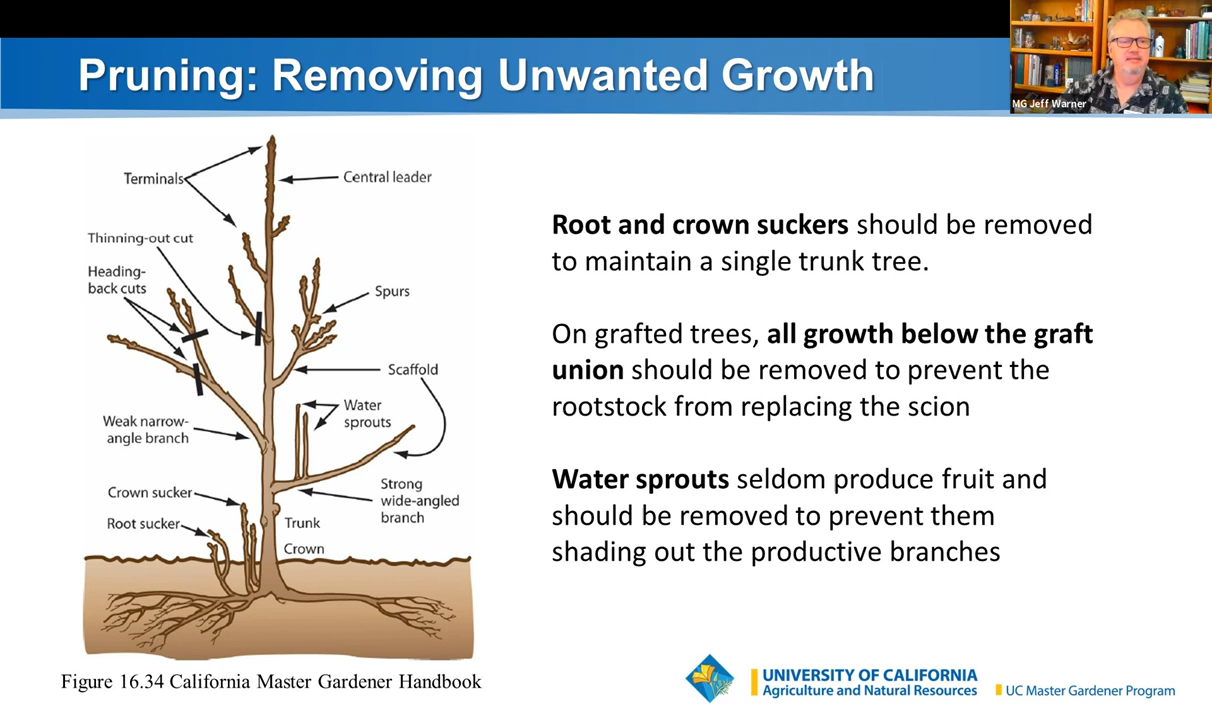 Pruning: Removing Unwanted Growth
MG Jeff Warner
Terminals
Central leader
Thinning-out cut
Heading-
back cuts
Spurs
Scaffold
Water
sprouts
Weak narrow-
angle branch
Strong
wide-angled
branch
Crown sucker
Root sucker
Trunk
Crown
Figure 16.34 California Master Gardener Handbook
Root and crown suckers should be removed
to maintain a single trunk tree.
On grafted trees, all growth below the graft
union should be removed to prevent the
rootstock from replacing the scion
Water sprouts seldom produce fruit and
should be removed to prevent them
shading out the productive branches
UNIVERSITY OF CALIFORNIA
Agriculture and Natural Resources
UC Master Gardener Program